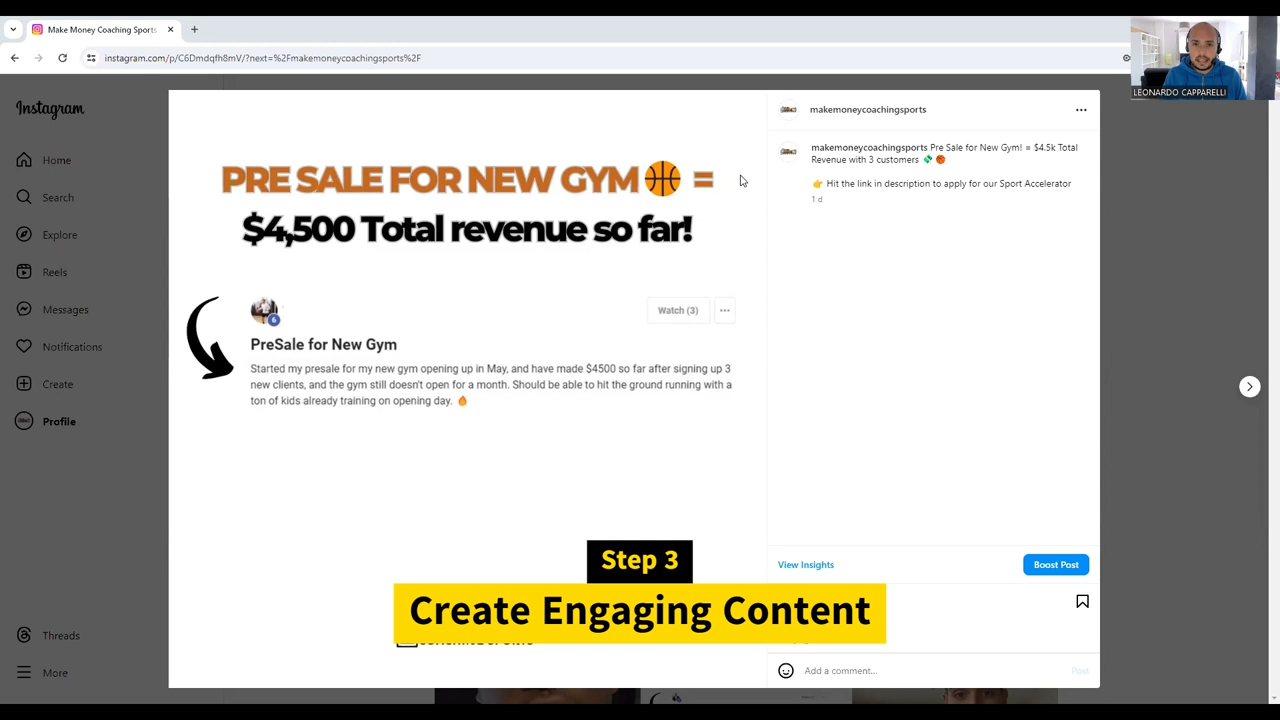 Make Money Coaching Sports
instagram.com/p/C6Dmdqfh8mV/?next=%2Fmakemoneycoachingsports%2F
LEONARDO CAPPARELLI
Instagram
Home
Search
Explore
Reels
Messages
Notifications
Create
Profile
Threads
More
PRE SALE FOR NEW GYM 🏀 =
$4,500 Total revenue so far!
6
Watch (3)
PreSale for New Gym
Started my presale for my new gym opening up in May, and have made $4500 so far after signing up 3
new clients, and the gym still doesn't open for a month. Should be able to hit the ground running with a
ton of kids already training on opening day. 🔥
makemoneycoachingsports
makemoneycoachingsports Pre Sale for New Gym! = $4.5k Total
Revenue with 3 customers 💸 🏀
👉 Hit the link in description to apply for our Sport Accelerator
1 d
View Insights
Boost Post
Add a comment...
Post
Step 3
Create Engaging Content